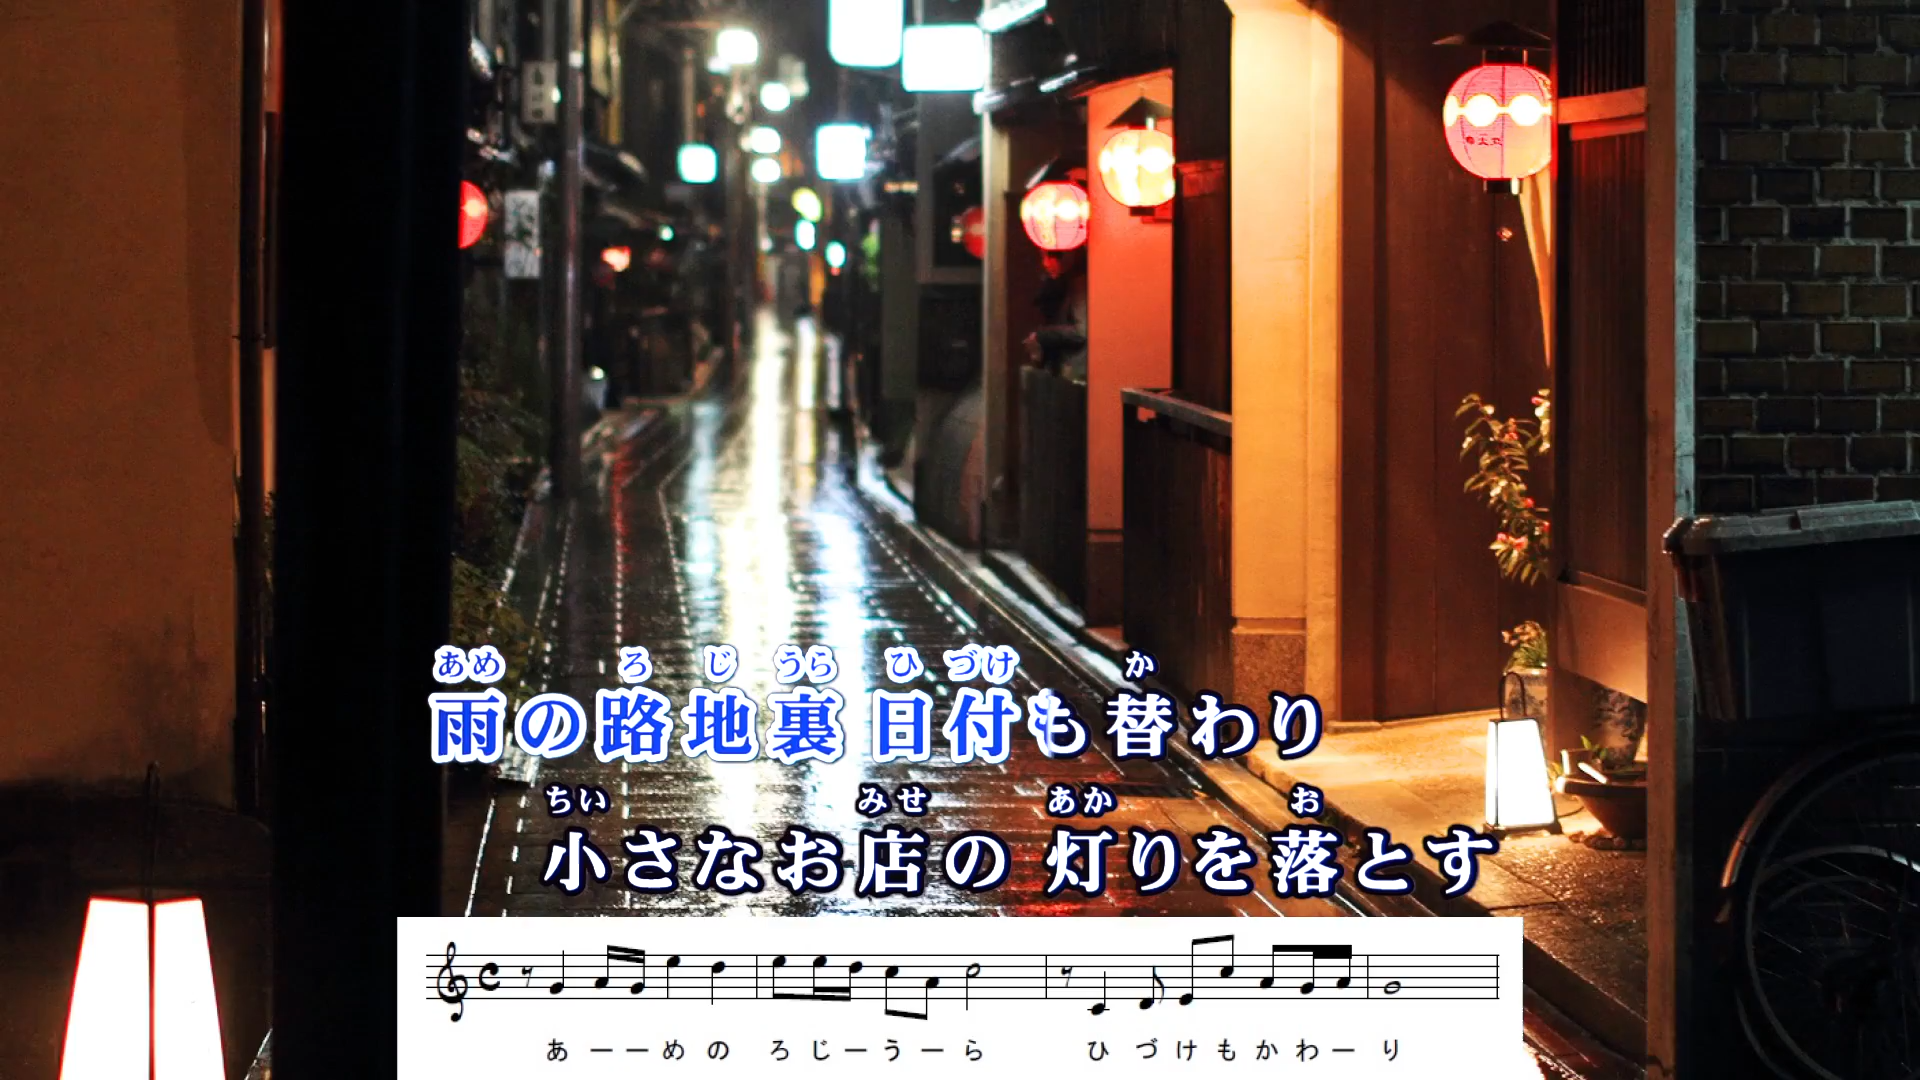 あめ ろ じ うら ひ づけ か
雨の路地裏 日付も替わり
ちい みせ あか お
小さなお店の 灯りを落とす
あーーめのろじーうーら ひづけもかわーり